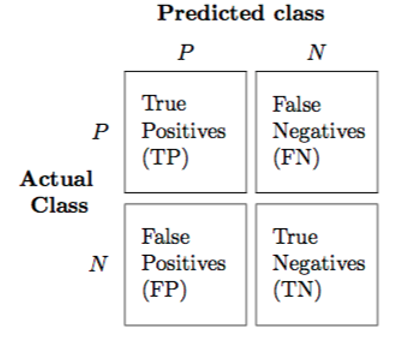 Predicted class
P N
True
Positives
(TP)
False
Negatives
(FN)
P
Actual
Class
False
Positives
(FP)
True
Negatives
(TN)
N